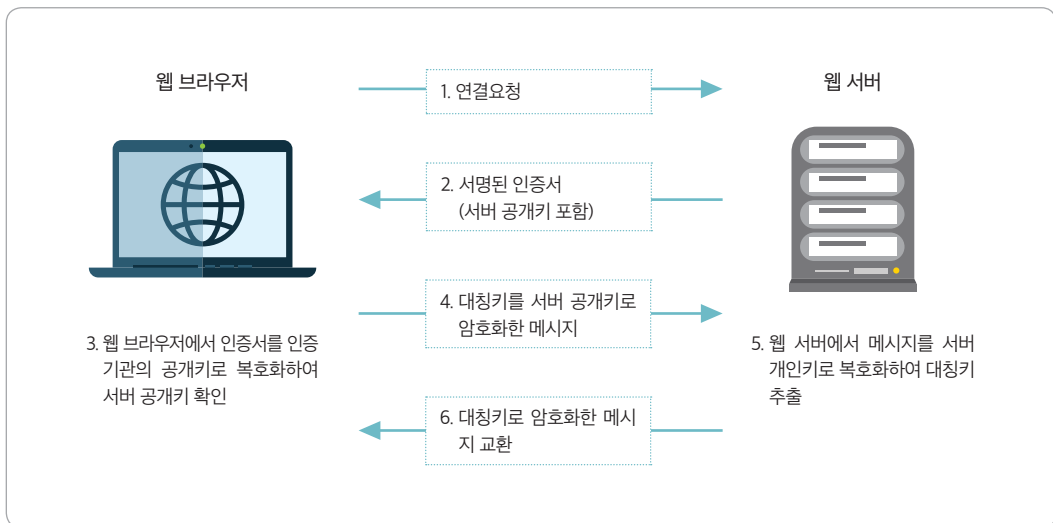 웹 브라우저
웹 서버
1. 연결요청
2. 서명된 인증서
(서버 공개키 포함)
3. 웹 브라우저에서 인증서를 인증
기관의 공개키로 복호화하여
서버 공개키 확인
4. 대칭키를 서버 공개키로
암호화한 메시지
5. 웹 서버에서 메시지를 서버
개인키로 복호화하여 대칭키
추출
6. 대칭키로 암호화한 메시
지 교환